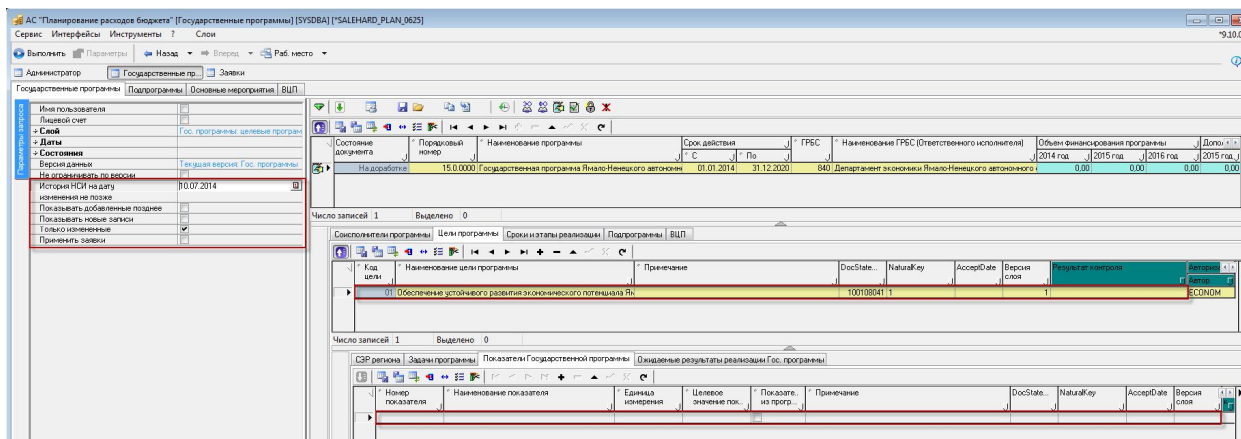 АС "Планирование расходов бюджета" [Государственные программы] [SYSDBA] [*SALEHARD_PLAN_0625]
Сервис Интерфейсы Инструменты ? Слои *9.10.0
Выполнить Параметры Назад Вперед Раб. место
Администратор Государственные пр... Заявки
Государственные программы Подпрограммы Основные мероприятия ВЦП
Параметры запроса
Имя пользователя
Лицевой счет
Слой Гос. программы: целевые програм
Даты
Состояния
Версия данных Текущая версия: Гос. программы
Не ограничивать по версии
История НСИ на дату 10.07.2014
изменения не позже
Показывать добавленные позднее
Показывать новые записи
Только измененные
Применить заявки
Состояние документа Порядковый номер Наименование программы Срок действия С По ГРБС Наименование ГРБС (Ответственного исполнителя) Объем финансирования программы 2014 год 2015 год 2016 год Допо 2015 год
На доработке 15.0.0000 Государственная программа Ямало-Ненецкого автономн 01.01.2014 31.12.2020 840 Департамент экономики Ямало-Ненецкого автономного 0,00 0,00 0,00 0,00
Число записей 1 Выделено 0
Соисполнители программы Цели программы Сроки и этапы реализации Подпрограммы ВЦП
Код цели Наименование цели программы Примечание DocState... NaturalKey AcceptDate Версия слоя Результат контроля Авториз Автор
01 Обеспечение устойчивого развития экономического потенциала Ян 100108041 1 1 ECONOM
Число записей 1 Выделено 0
СЭР региона Задачи программы Показатели Государственной программы Ожидаемые результаты реализации Гос. программы
Номер показателя Наименование показателя Единица измерения Целевое значение пок... Показате.. из прогр... Примечание DocState... NaturalKey AcceptDate Версия слоя